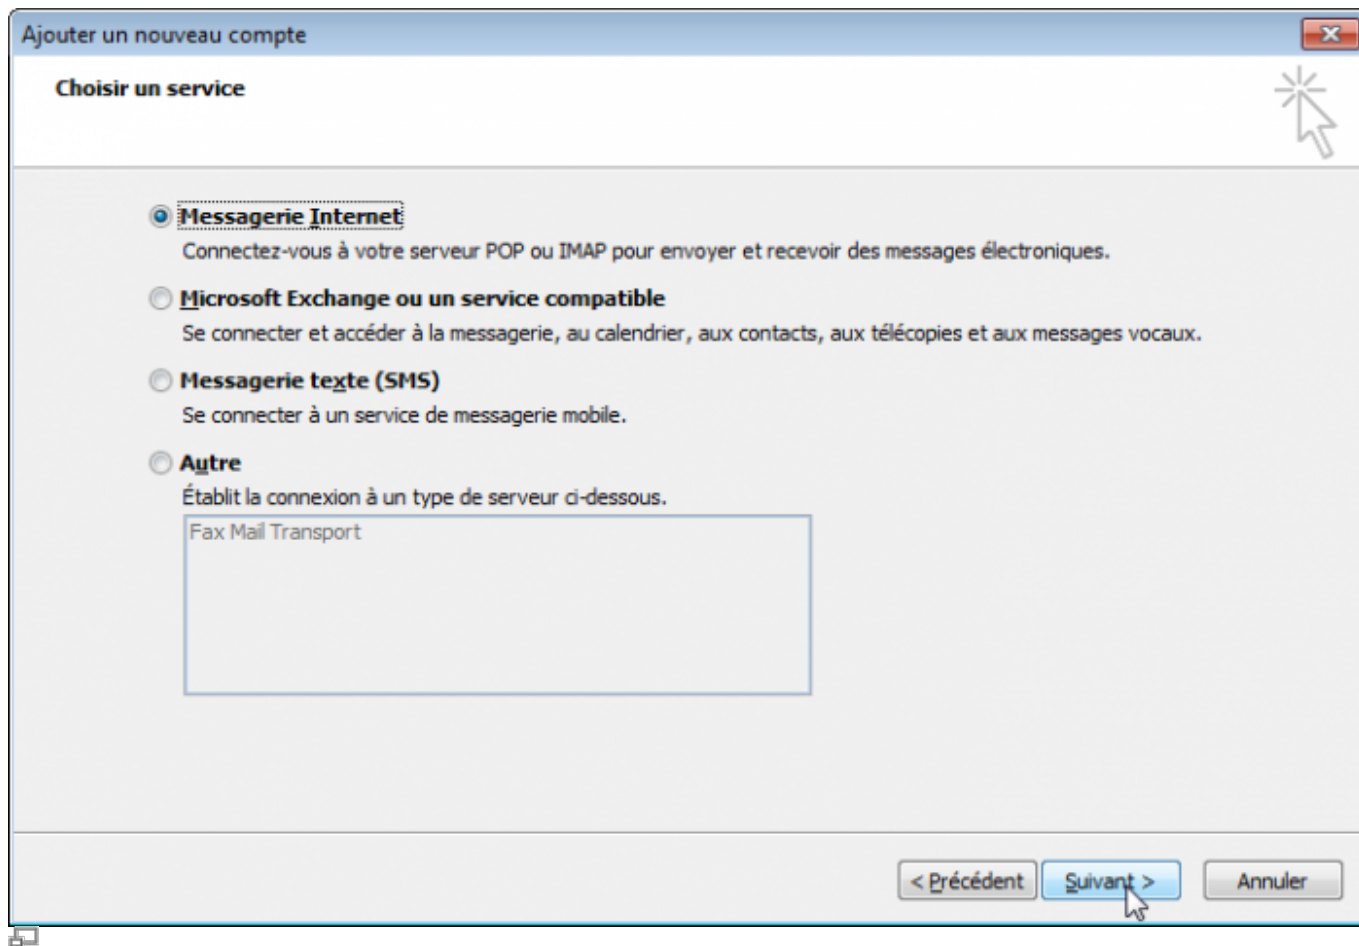 Ajouter un nouveau compte
Choisir un service
Messagerie Internet
Connectez-vous à votre serveur POP ou IMAP pour envoyer et recevoir des messages électroniques.
Microsoft Exchange ou un service compatible
Se connecter et accéder à la messagerie, au calendrier, aux contacts, aux télécopies et aux messages vocaux.
Messagerie texte (SMS)
Se connecter à un service de messagerie mobile.
Autre
Établit la connexion à un type de serveur ci-dessous.
Fax Mail Transport
< Précédent Suivant > Annuler